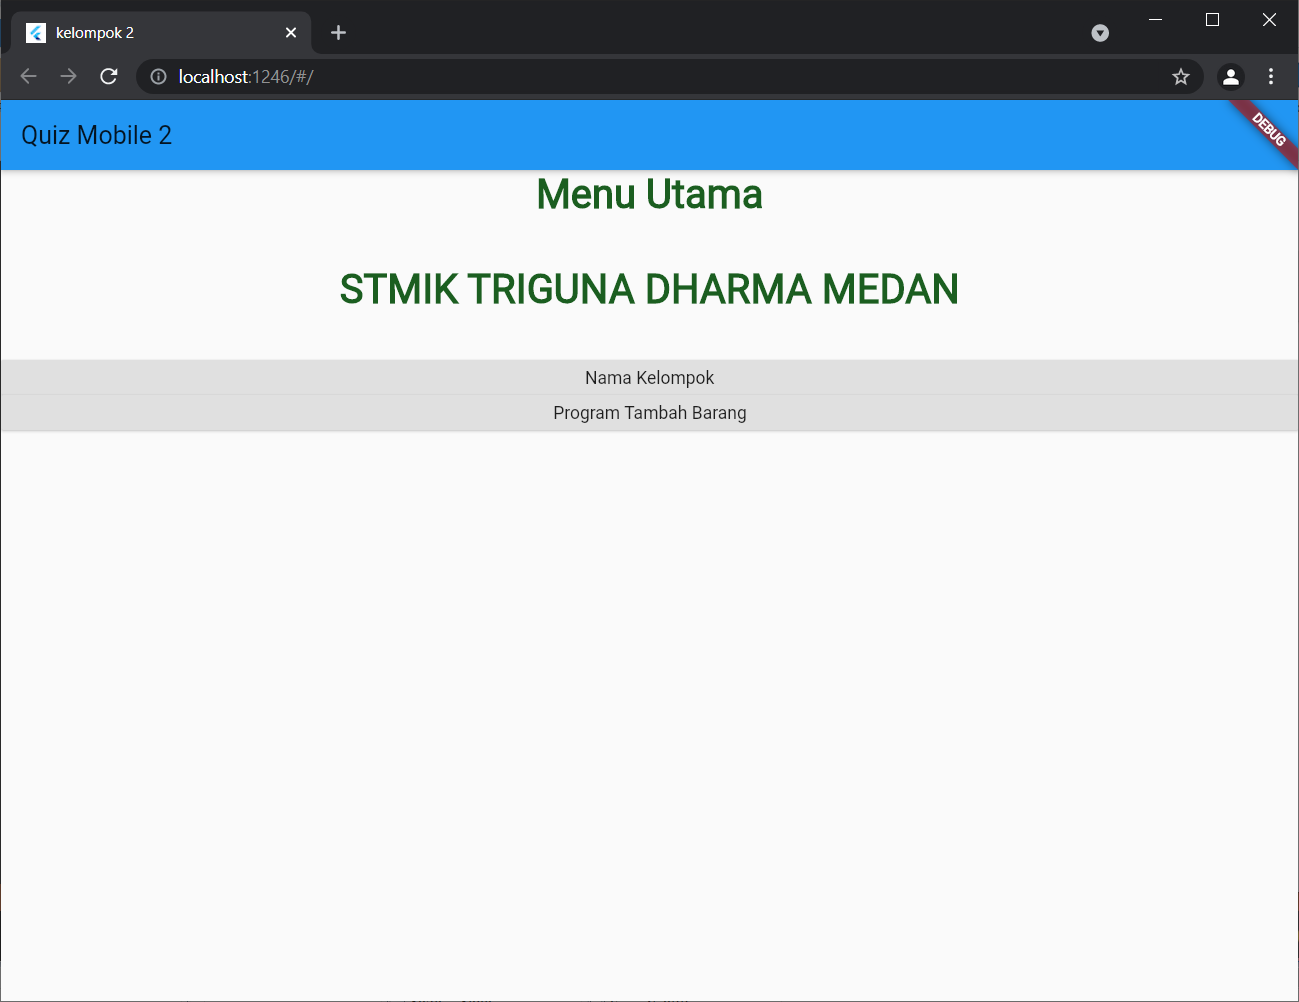 kelompok 2
localhost:1246/#/
Quiz Mobile 2
DEBUG
Menu Utama
STMIK TRIGUNA DHARMA MEDAN
Nama Kelompok
Program Tambah Barang